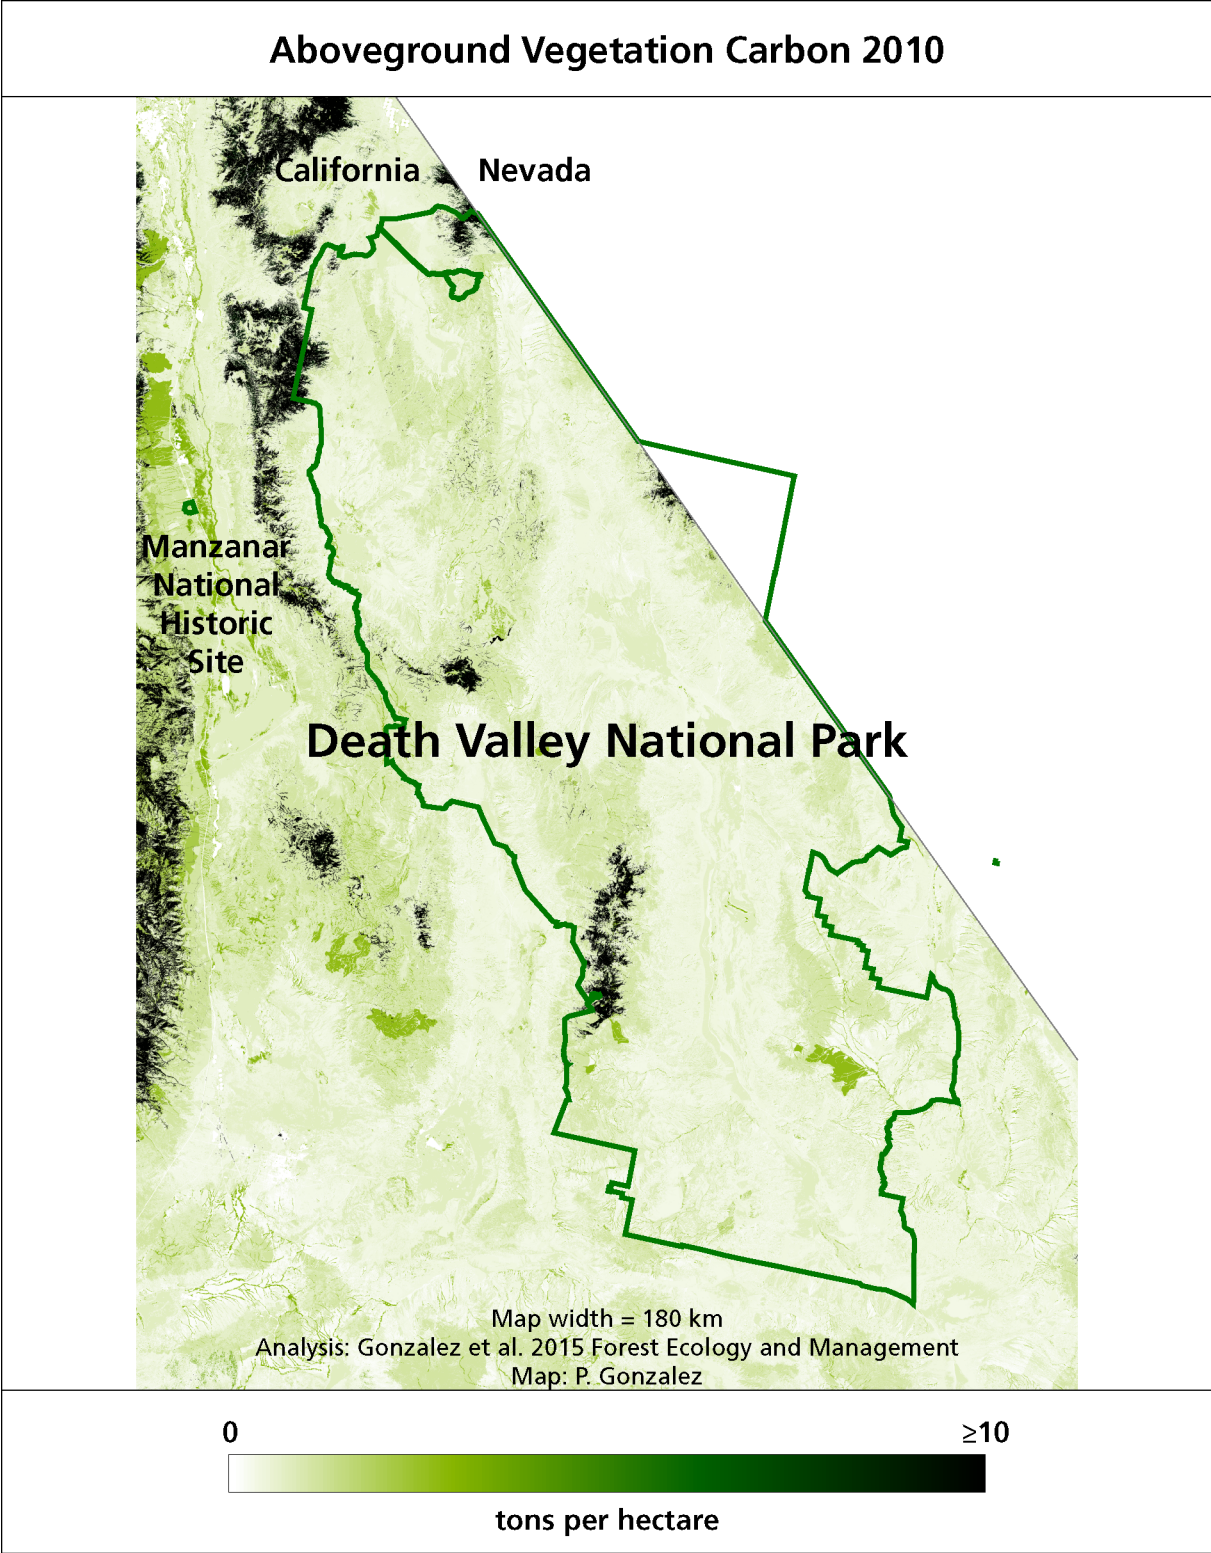 Aboveground Vegetation Carbon 2010
California
Nevada
Manzanar
National
Historic
Site
Death Valley National Park
Map width = 180 km
Analysis: Gonzalez et al. 2015 Forest Ecology and Management
Map: P. Gonzalez
0
≥10
tons per hectare